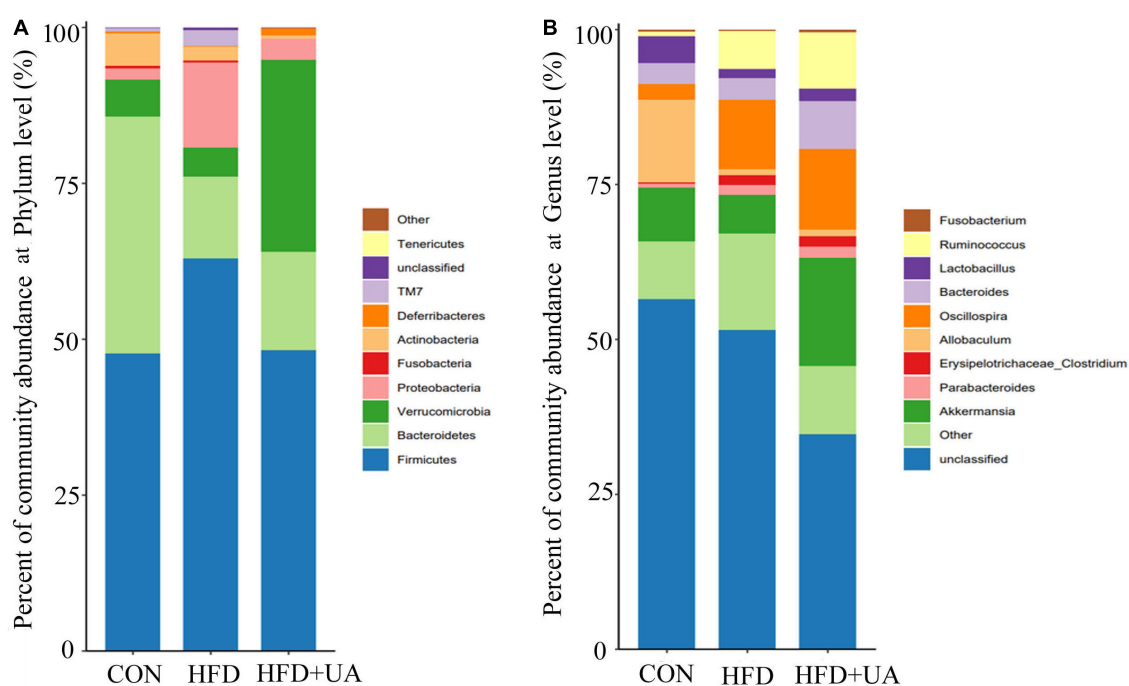 A
Percent of community abundance at Phylum level (%)
100
75
50
25
0
CON HFD HFD+UA
Other
Tenericutes
unclassified
TM7
Deferribacteres
Actinobacteria
Fusobacteria
Proteobacteria
Verrucomicrobia
Bacteroidetes
Firmicutes
B
Percent of community abundance at Genus level (%)
100
75
50
25
0
CON HFD HFD+UA
Fusobacterium
Ruminococcus
Lactobacillus
Bacteroides
Oscillospira
Allobaculum
Erysipelotrichaceae_Clostridium
Parabacteroides
Akkermansia
Other
unclassified